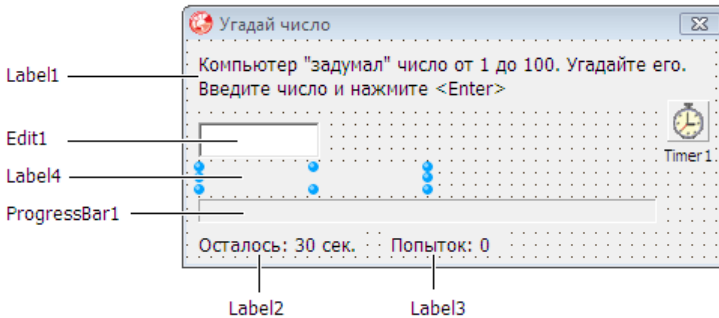 Угадай число
Компьютер "задумал" число от 1 до 100. Угадайте его.
Label1
Введите число и нажмите <Enter>
Edit1
Timer1
Label4
ProgressBar1
Осталось: 30 сек. Попыток: 0
Label2 Label3